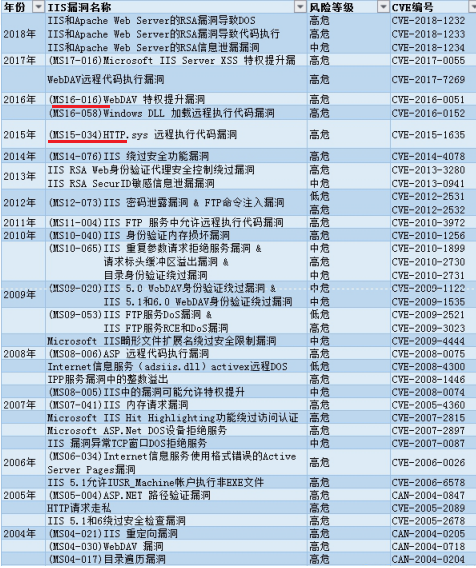 年份 IIS漏洞名称 风险等级 CVE编号
2018年 IIS和Apache Web Server的RSA漏洞导致DOS 高危 CVE-2018-1232
IIS和Apache Web Server的RSA漏洞导致代码执行 高危 CVE-2018-1233
IIS和Apache Web Server的RSA信息泄漏漏洞 中危 CVE-2018-1234
2017年 (MS17-016)Microsoft IIS Server XSS 特权提升漏 高危 CVE-2017-0055
WebDAV远程代码执行漏洞 高危 CVE-2017-7269
2016年 (MS16-016)WebDAV 特权提升漏洞 高危 CVE-2016-0051
(MS16-058)Windows DLL 加载远程执行代码漏洞 高危 CVE-2016-0152
2015年 (MS15-034)HTTP.sys 远程执行代码漏洞 高危 CVE-2015-1635
2014年 (MS14-076)IIS 绕过安全功能漏洞 高危 CVE-2014-4078
2013年 IIS RSA Web身份验证代理安全控制绕过漏洞 高危 CVE-2013-3280
IIS RSA SecurID敏感信息泄漏漏洞 中危 CVE-2013-0941
2012年 (MS12-073)IIS 密码泄露漏洞 & FTP命令注入漏洞 低危 CVE-2012-2531
高危 CVE-2012-2532
2011年 (MS11-004)IIS FTP 服务中允许远程执行代码漏洞 高危 CVE-2010-3972
2010年 (MS10-040)IIS 身份验证内存损坏漏洞 高危 CVE-2010-1256
(MS10-065)IIS 重复参数请求拒绝服务漏洞 & 中危 CVE-2010-1899
请求标头缓冲区溢出漏洞 & 高危 CVE-2010-2730
目录身份验证绕过漏洞 中危 CVE-2010-2731
2009年 (MS09-020)IIS 5.0 WebDAV身份验证绕过漏洞 & 中危 CVE-2009-1122
IIS 5.1和6.0 WebDAV身份验证绕过漏洞 高危 CVE-2009-1535
(MS09-053)IIS FTP服务DoS漏洞 & 低危 CVE-2009-2521
IIS FTP服务RCE和DoS漏洞 高危 CVE-2009-3023
Microsoft IIS畸形文件扩展名绕过安全限制漏洞 中危 CVE-2009-4444
2008年 (MS08-006)ASP 远程代码执行漏洞 高危 CVE-2008-0075
Internet信息服务（adsiis.dll）activex远程DOS 低危 CVE-2008-4300
IPP服务漏洞中的整数溢出 高危 CVE-2008-1446
(MS08-005)IIS中的漏洞可能允许特权提升 中危 CVE-2008-0074
2007年 (MS07-041)IIS 内存请求漏洞 高危 CVE-2005-4360
Microsoft IIS Hit Highlighting功能绕过访问认证 高危 CVE-2007-2815
Microsoft ASP.Net DOS设备拒绝服务 高危 CVE-2007-2897
IIS 漏洞异常TCP窗口DOS拒绝服务 中危 CVE-2007-0087
2006年 (MS06-034)Internet信息服务使用格式错误的Active 高危 CVE-2006-0026
Server Pages漏洞
IIS 5.1允许IUSR_Machine帐户执行非EXE文件 高危 CVE-2006-6578
2005年 (MS05-004)ASP.NET 路径验证漏洞 高危 CAN-2004-0847
HTTP请求走私 高危 CVE-2005-2089
IIS 5.1和6绕过安全检查漏洞 高危 CVE-2005-2678
2004年 (MS04-021)IIS 重定向漏洞 高危 CAN-2004-0205
(MS04-030)WebDAV 漏洞 高危 CAN-2004-0718
(MS04-017)目录遍历漏洞 高危 CAN-2004-0204